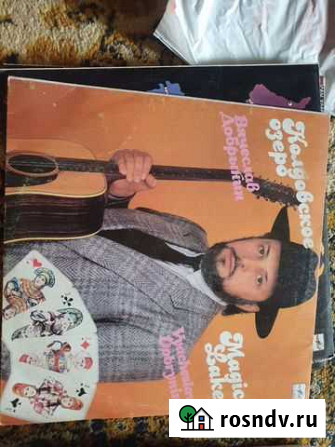 Вячеслав
Добрынин
Колдовское
озеро
Vyacheslav
Dobrynin
Magic
Lake
rosndv.ru